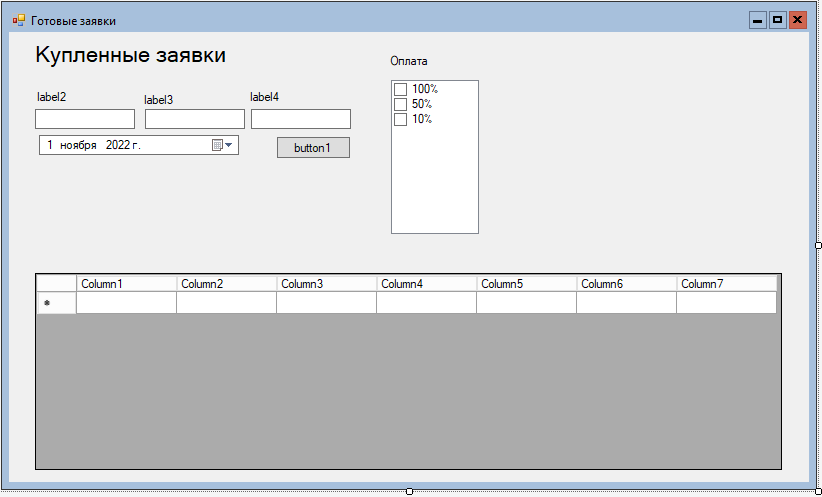 Готовые заявки
Купленные заявки
Оплата
label2
label3
label4
100%
50%
10%
1 ноября 2022 г.
button1
Column1 Column2 Column3 Column4 Column5 Column6 Column7
*